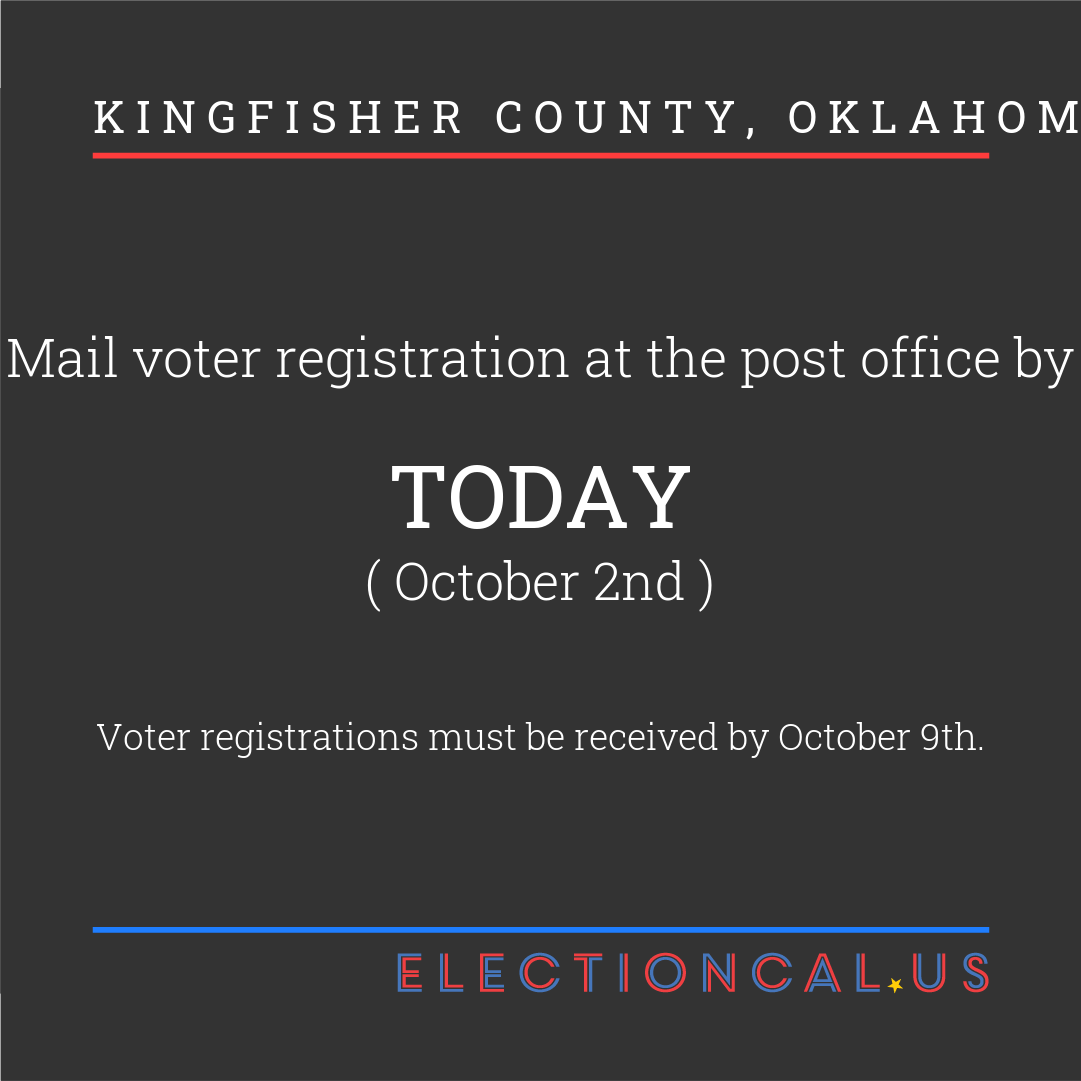 KINGFISHER COUNTY, OKLAHOM
Mail voter registration at the post office by
TODAY
( October 2nd )
Voter registrations must be received by October 9th.
ELECTIONCAL.US